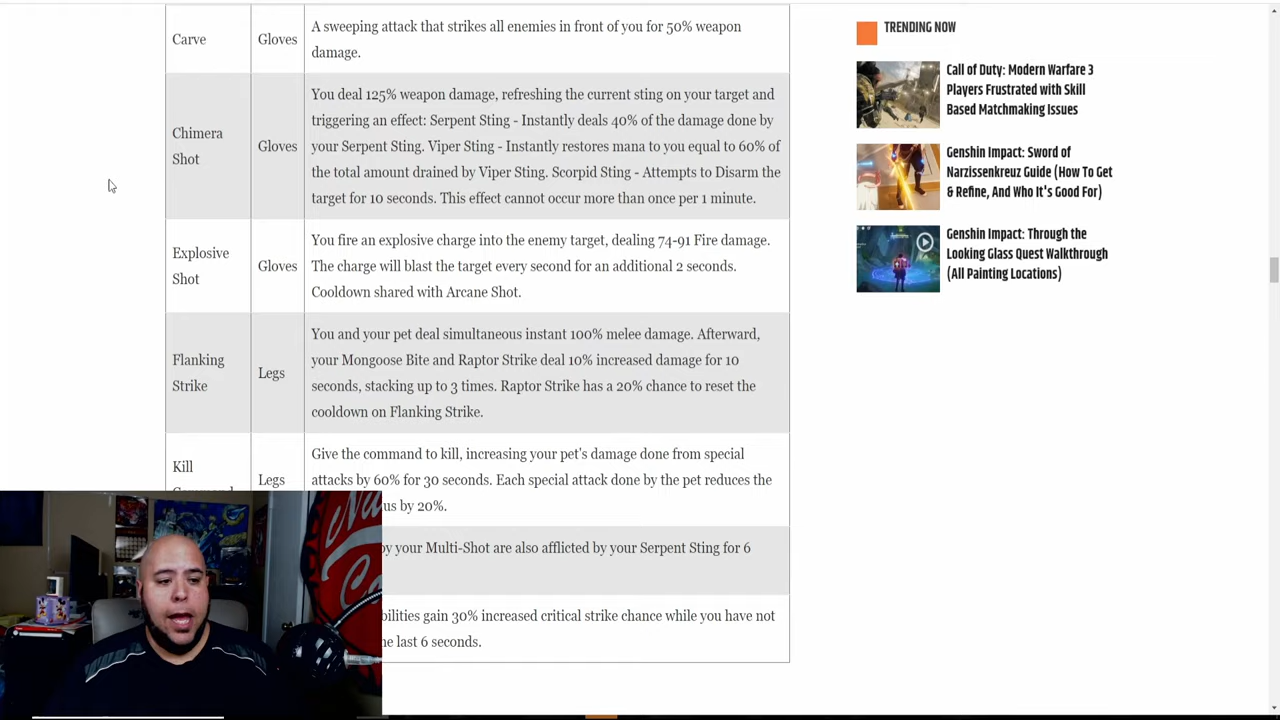 Carve
Gloves
A sweeping attack that strikes all enemies in front of you for 50% weapon
damage.
Chimera
Shot
Gloves
You deal 125% weapon damage, refreshing the current sting on your target and
triggering an effect: Serpent Sting - Instantly deals 40% of the damage done by
your Serpent Sting. Viper Sting - Instantly restores mana to you equal to 60% of
the total amount drained by Viper Sting. Scorpid Sting - Attempts to Disarm the
target for 10 seconds. This effect cannot occur more than once per 1 minute.
Explosive
Shot
Gloves
You fire an explosive charge into the enemy target, dealing 74-91 Fire damage.
The charge will blast the target every second for an additional 2 seconds.
Cooldown shared with Arcane Shot.
Flanking
Strike
Legs
You and your pet deal simultaneous instant 100% melee damage. Afterward,
your Mongoose Bite and Raptor Strike deal 10% increased damage for 10
seconds, stacking up to 3 times. Raptor Strike has a 20% chance to reset the
cooldown on Flanking Strike.
Kill
Legs
Give the command to kill, increasing your pet's damage done from special
attacks by 60% for 30 seconds. Each special attack done by the pet reduces the
us by 20%.
by your Multi-Shot are also afflicted by your Serpent Sting for 6
bilities gain 30% increased critical strike chance while you have not
he last 6 seconds.
TRENDING NOW
Call of Duty: Modern Warfare 3
Players Frustrated with Skill
Based Matchmaking Issues
Genshin Impact: Sword of
Narzissenkreuz Guide (How To Get
& Refine, And Who It's Good For)
Genshin Impact: Through the
Looking Glass Quest Walkthrough
(All Painting Locations)